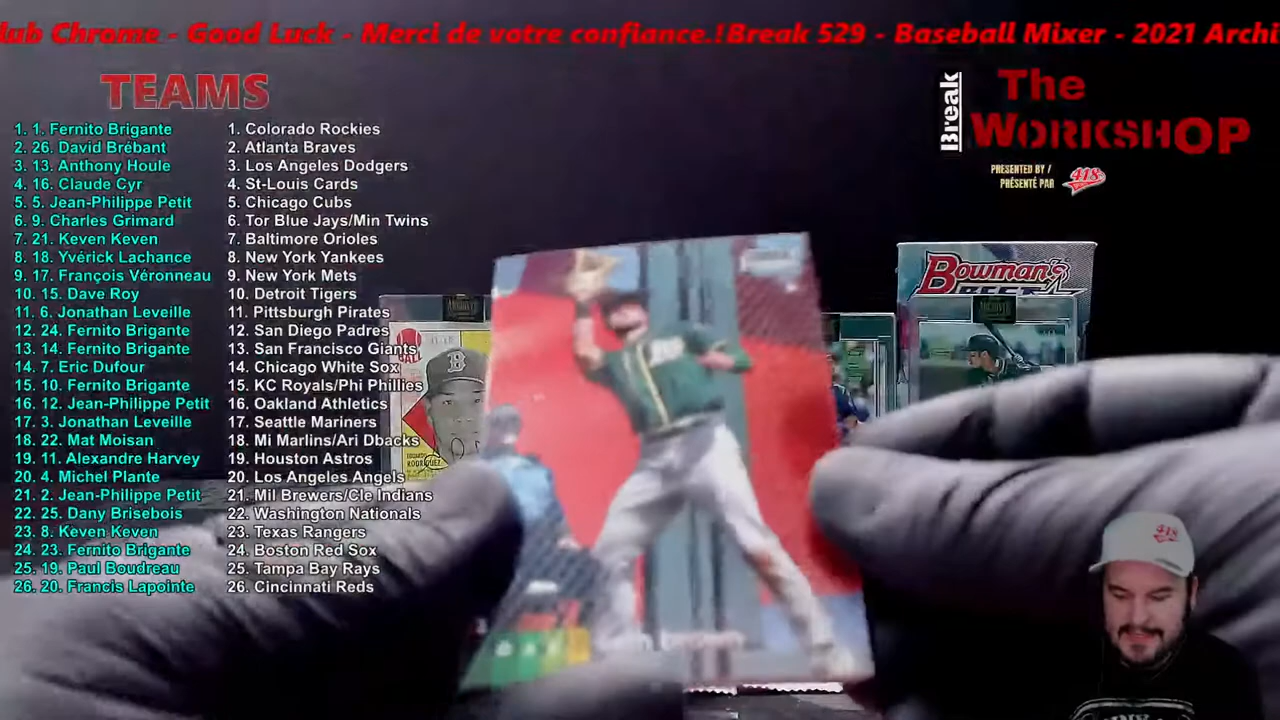 lub Chrome - Good Luck - Merci de votre confiance.!Break 529 - Baseball Mixer - 2021 Archi
TEAMS
1. 1. Fernito Brigante
2. 26. David Brébant
3. 13. Anthony Houle
4. 16. Claude Cyr
5. 5. Jean-Philippe Petit
6. 9. Charles Grimard
7. 21. Keven Keven
8. 18. Yvérick Lachance
9. 17. François Véronneau
10. 15. Dave Roy
11. 6. Jonathan Leveille
12. 24. Fernito Brigante
13. 14. Fernito Brigante
14. 7. Eric Dufour
15. 10. Fernito Brigante
16. 12. Jean-Philippe Petit
17. 3. Jonathan Leveille
18. 22. Mat Moisan
19. 11. Alexandre Harvey
20. 4. Michel Plante
21. 2. Jean-Philippe Petit
22. 25. Dany Brisebois
23. 8. Keven Keven
24. 23. Fernito Brigante
25. 19. Paul Boudreau
26. 20. Francis Lapointe
1. Colorado Rockies
2. Atlanta Braves
3. Los Angeles Dodgers
4. St-Louis Cards
5. Chicago Cubs
6. Tor Blue Jays/Min Twins
7. Baltimore Orioles
8. New York Yankees
9. New York Mets
10. Detroit Tigers
11. Pittsburgh Pirates
12. San Diego Padres
13. San Francisco Giants
14. Chicago White Sox
15. KC Royals/Phi Phillies
16. Oakland Athletics
17. Seattle Mariners
18. Mi Marlins/Ari Dbacks
19. Houston Astros
20. Los Angeles Angels
21. Mil Brewers/Cle Indians
22. Washington Nationals
23. Texas Rangers
24. Boston Red Sox
25. Tampa Bay Rays
26. Cincinnati Reds
Break
The
WORKSHOP
PRESENTED BY /
PRÉSENTÉ PAR
418
BOWMAN'S
BEST
B
EDUARDO
RODRIGUEZ
418